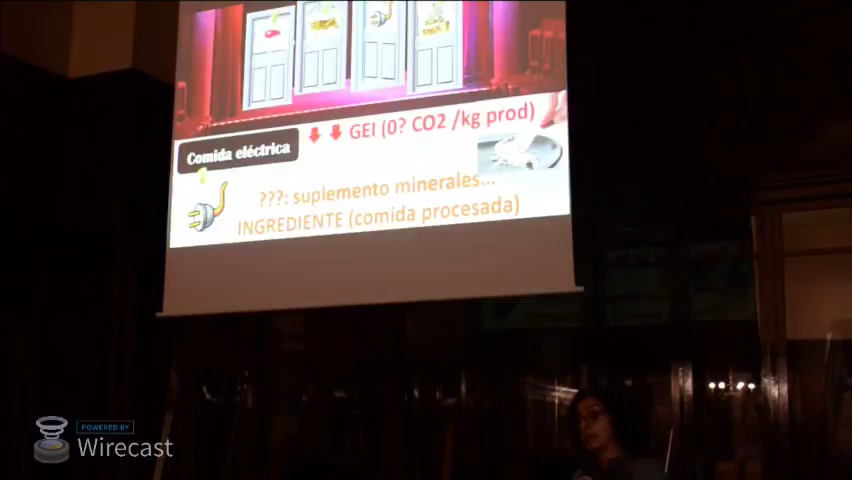 Comida eléctrica
GEI (0? CO2 /kg prod)
???: suplemento minerales...
INGREDIENTE (comida procesada)
POWERED BY
Wirecast